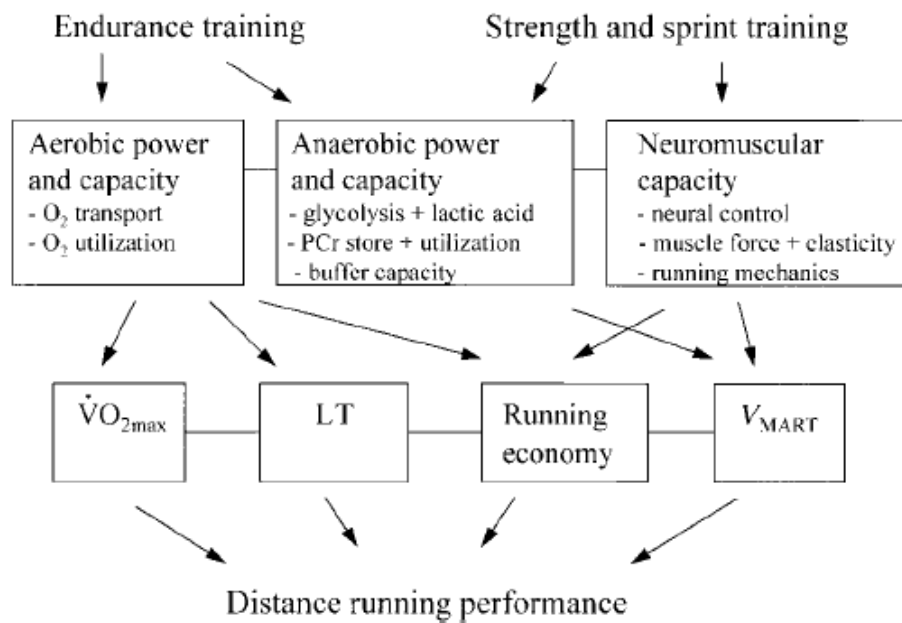 Endurance training
Strength and sprint training
Aerobic power
and capacity
- O₂ transport
- O₂ utilization
Anaerobic power
and capacity
- glycolysis + lactic acid
- PCr store + utilization
- buffer capacity
Neuromuscular
capacity
- neural control
- muscle force + elasticity
- running mechanics
V̇O₂max
LT
Running
economy
V_MART
Distance running performance